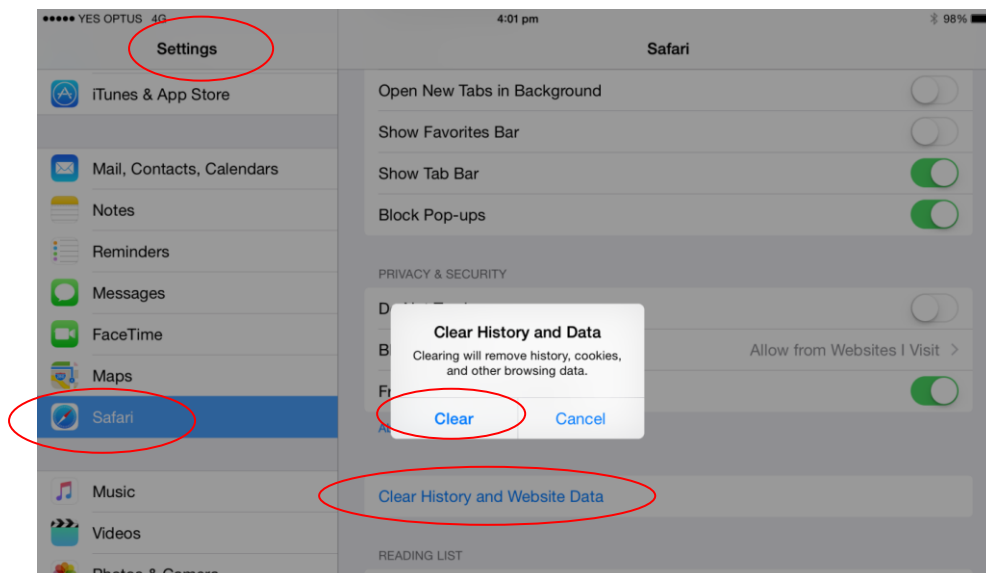 YES OPTUS 4G 4:01 pm 98%
Settings
Safari
iTunes & App Store
Mail, Contacts, Calendars
Notes
Reminders
Messages
FaceTime
Maps
Safari
Music
Videos
Photos & Camera
Open New Tabs in Background
Show Favorites Bar
Show Tab Bar
Block Pop-ups
PRIVACY & SECURITY
Allow from Websites I Visit >
Clear History and Data
Clearing will remove history, cookies,
and other browsing data.
Clear Cancel
Clear History and Website Data
READING LIST